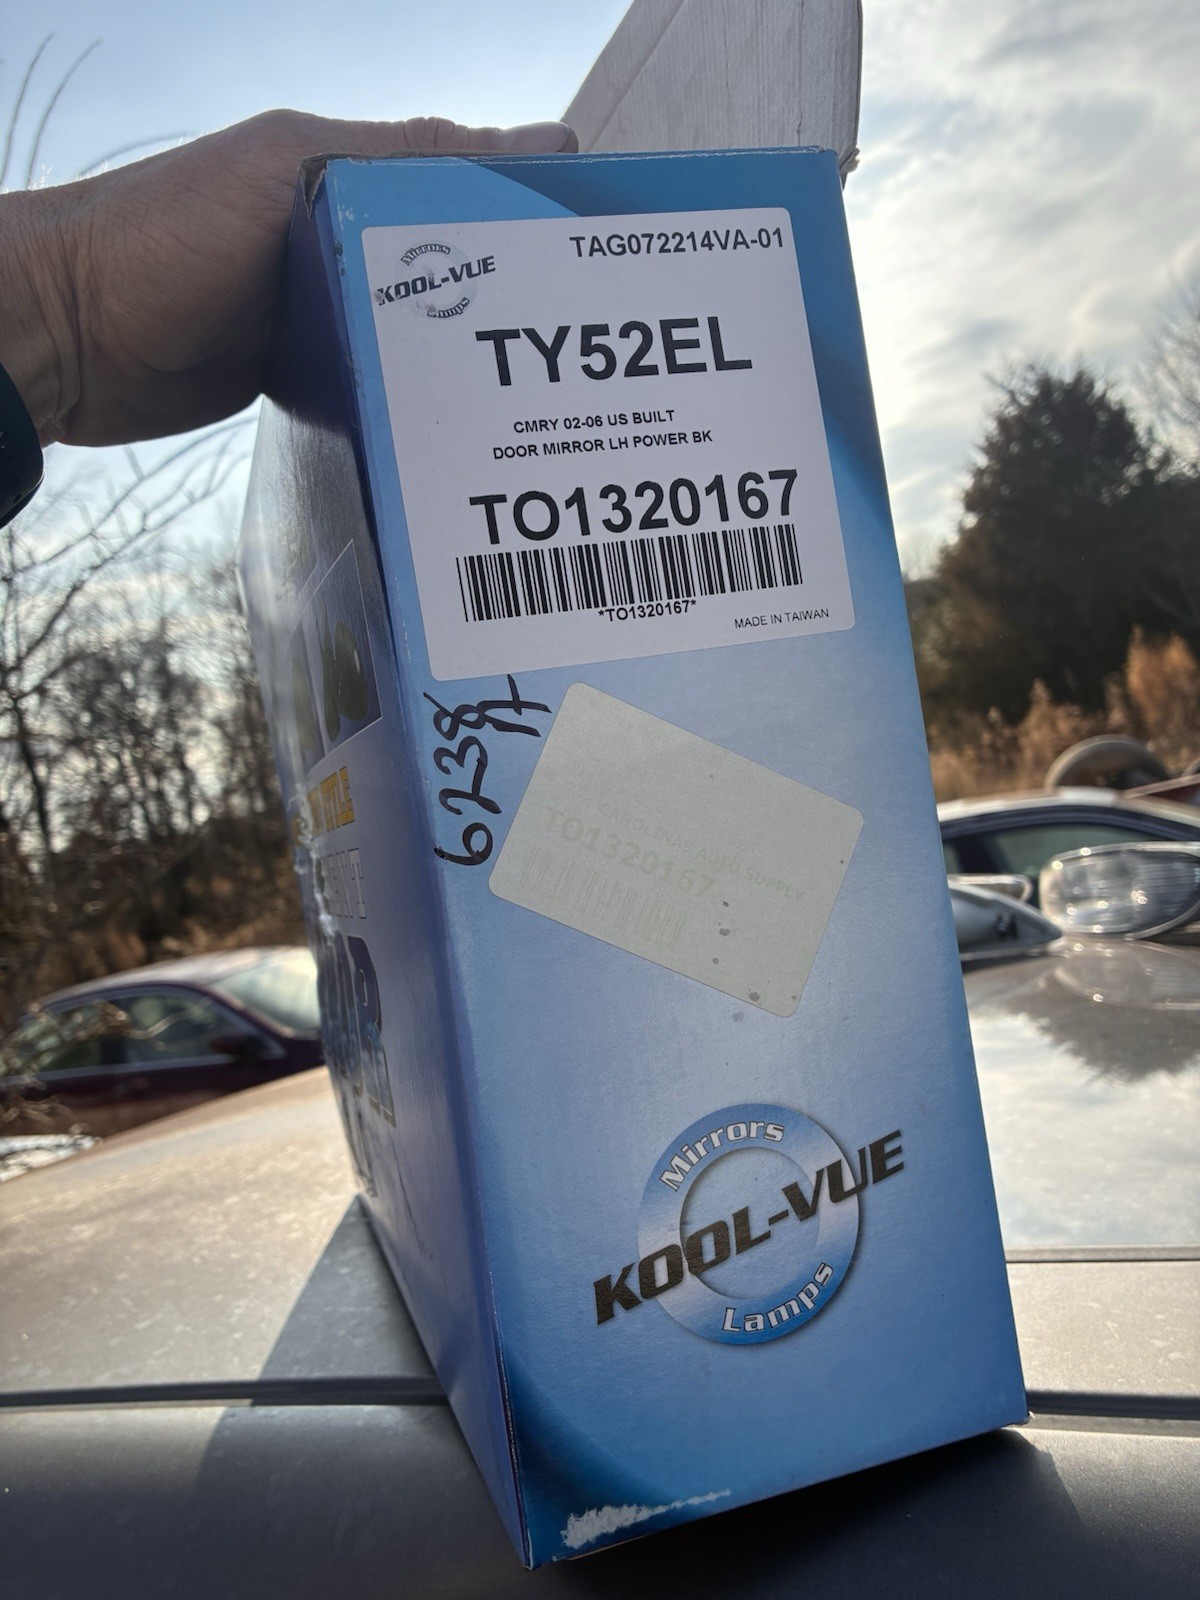 Mirrors
KOOL-VUE
Lamps
TAG072214VA-01
TY52EL
CMRY 02-06 US BUILT
DOOR MIRROR LH POWER BK
TO1320167
*TO1320167*
MADE IN TAIWAN
6238
CAROLINAS AUTO SUPPLY
TO1320167
Mirrors
KOOL-VUE
Lamps